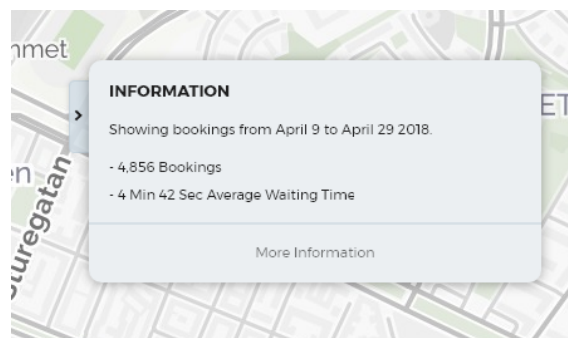 INFORMATION
Showing bookings from April 9 to April 29 2018.
- 4,856 Bookings
- 4 Min 42 Sec Average Waiting Time
More Information